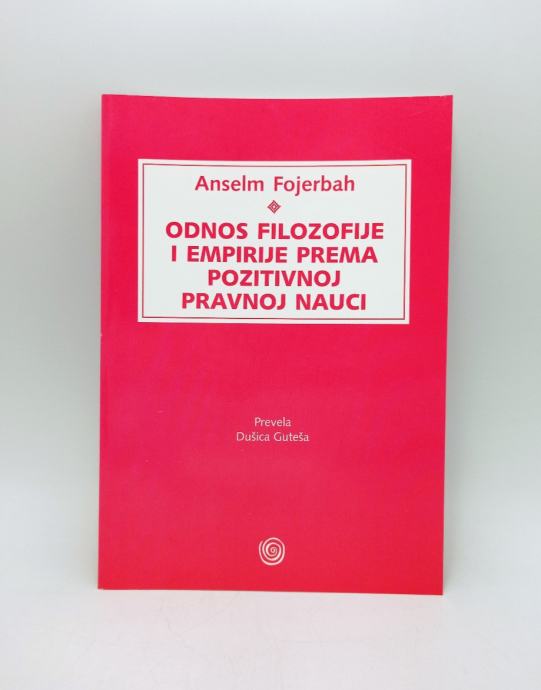 Anselm Fojerbah
ODNOS FILOZOFIJE
I EMPIRIJE PREMA
POZITIVNOJ
PRAVNOJ NAUCI
Prevela
Dušica Guteša